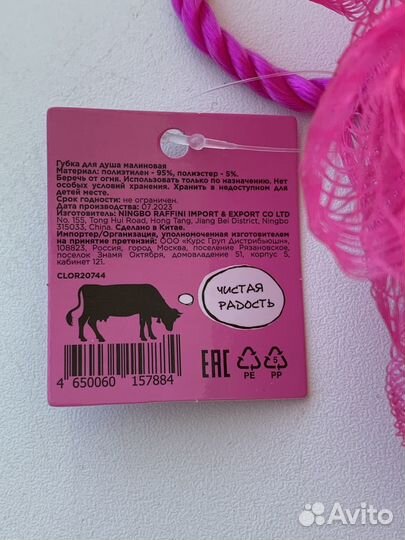 Губка для душа малиновая
Материал: полиэтилен - 95%, полиэстер - 5%.
Беречь от огня. Использовать только по назначению. Нет
особых условий хранения. Хранить в недоступном для
детей месте.
Срок годности: не ограничен.
Дата производства: 07.2023
Изготовитель: NINGBO RAFFINI IMPORT & EXPORT CO LTD
No. 155, Tong Hui Road, Hong Tang, Jiang Bei District, Ningbo
315033, China. Сделано в Китае.
Импортер/Организация, уполномоченная изготовителем
на принятие претензий: ООО «Курс Груп Дистрибьюшн»,
108823, Россия, город Москва, поселение Рязановское,
поселок Знамя Октября, домовладение 31, корпус 5,
кабинет 121.
CLOR20744
ЧИСТАЯ
РАДОСТЬ
4 650060 157884
EAC
PE
5
PP
Avito